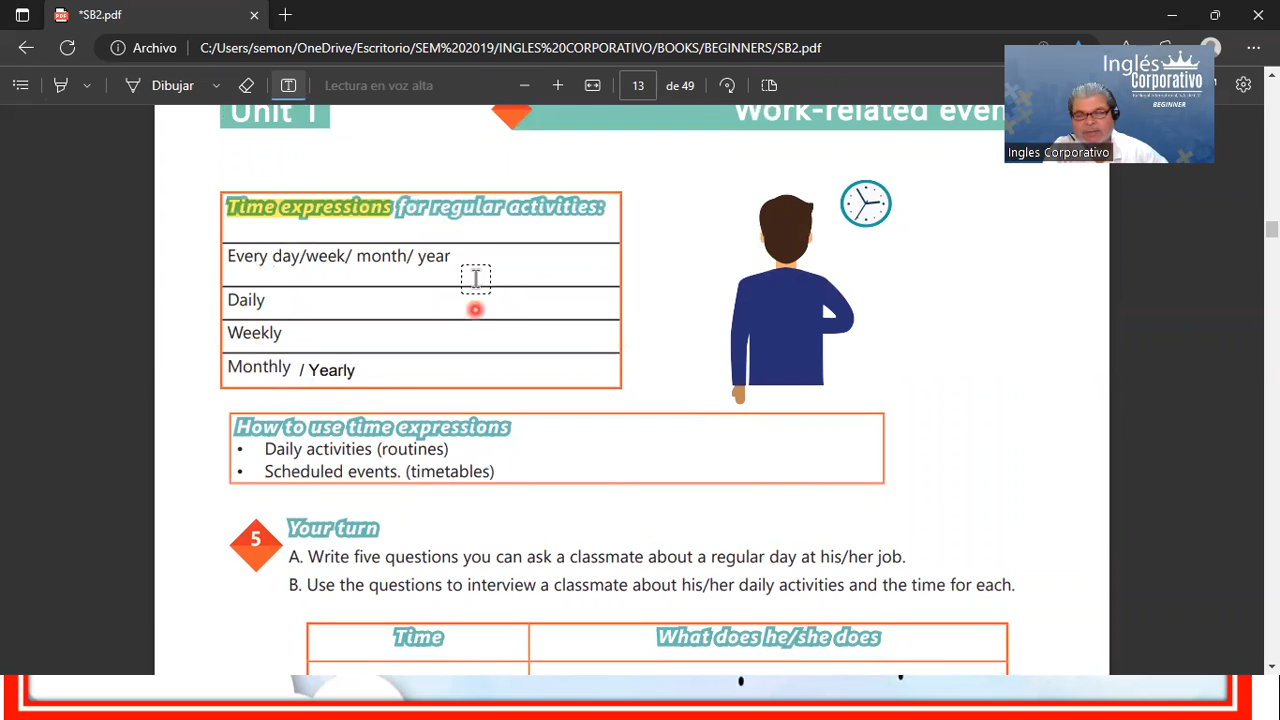 *SB2.pdf
Archivo
C:/Users/semon/OneDrive/Escritorio/SEM%202019/INGLES%20CORPORATIVO/BOOKS/BEGINNERS/SB2.pdf
Dibujar
Lectura en voz alta
13 de 49
Inglés
Corporativo
BEGINNER
Ingles Corporativo
Unit 1
Work-related even
Time expressions for regular activities:
Every day/week/ month/ year
Daily
Weekly
Monthly / Yearly
How to use time expressions
• Daily activities (routines)
• Scheduled events. (timetables)
5
Your turn
A. Write five questions you can ask a classmate about a regular day at his/her job.
B. Use the questions to interview a classmate about his/her daily activities and the time for each.
Time
What does he/she does